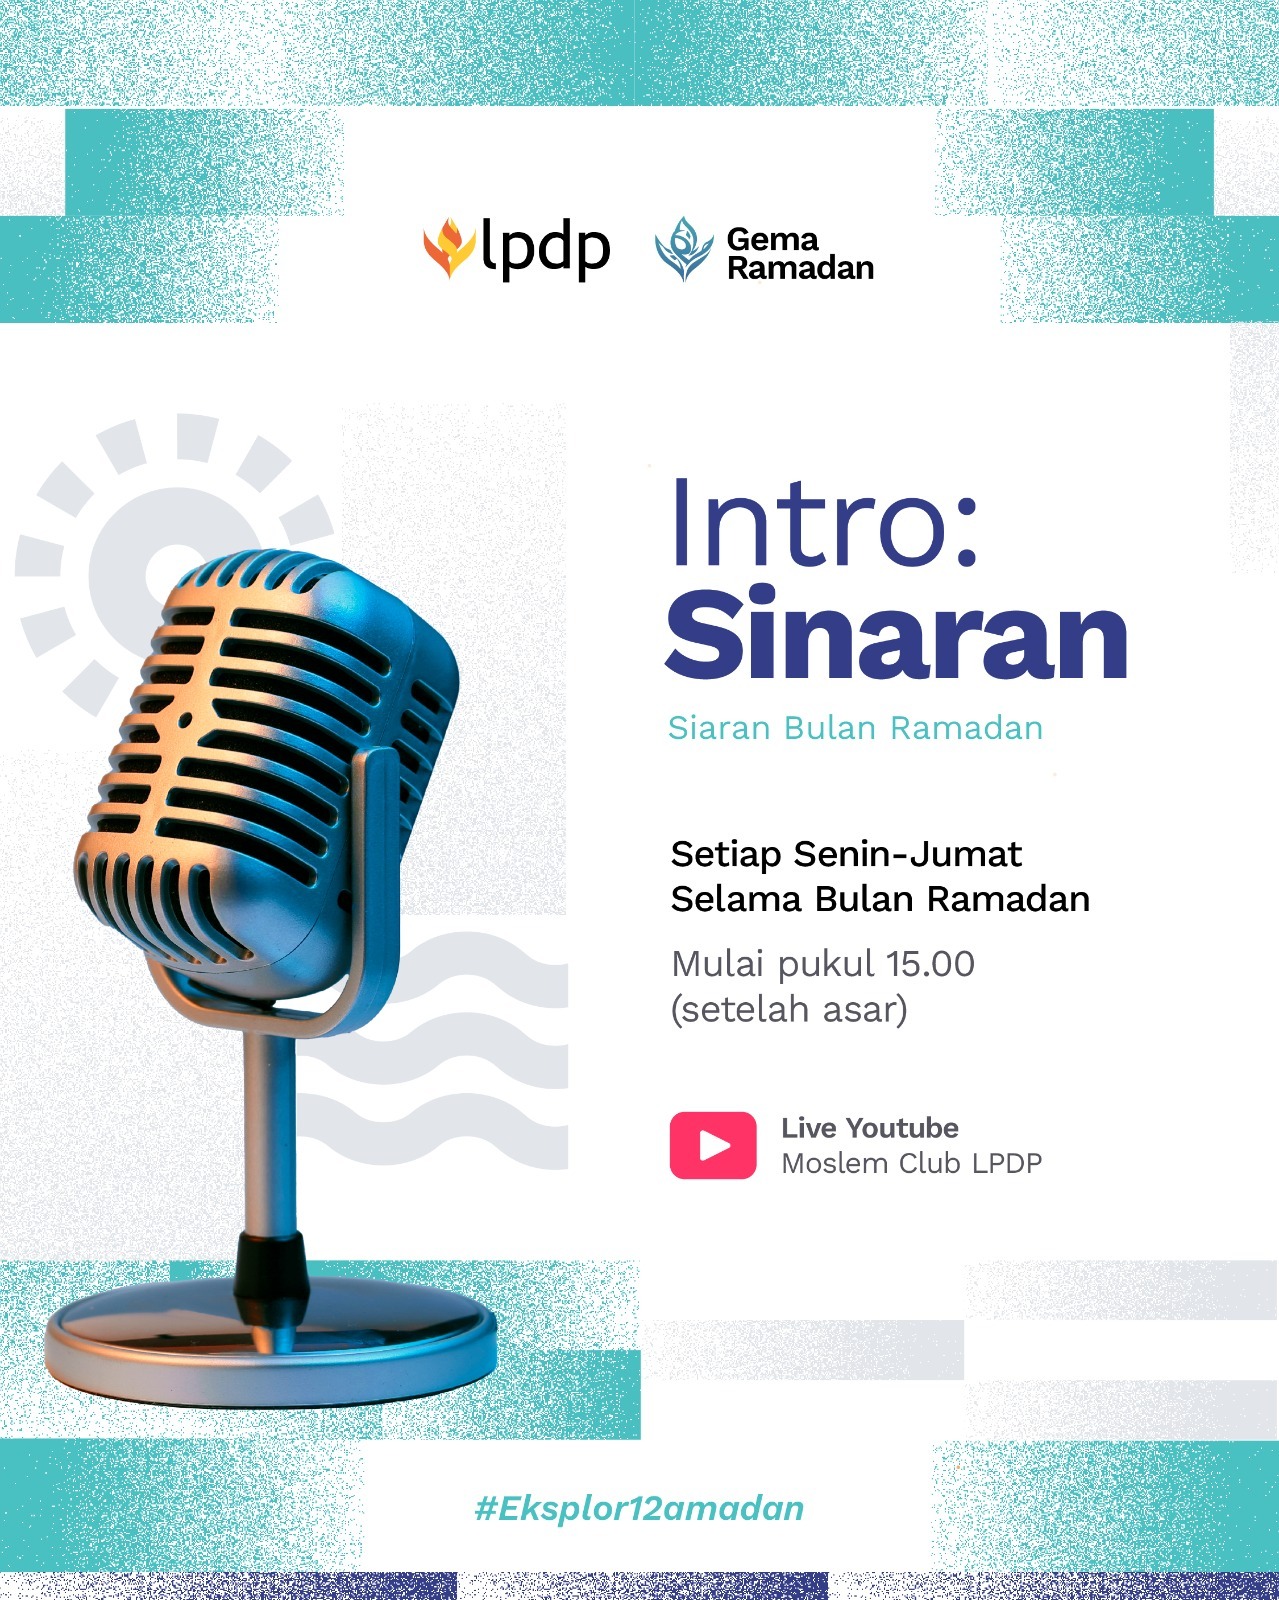 lpdp
Gema
Ramadan
Intro:
Sinaran
Siaran Bulan Ramadan
Setiap Senin-Jumat
Selama Bulan Ramadan
Mulai pukul 15.00
(setelah asar)
Live Youtube
Moslem Club LPDP
#Eksplor12amadan